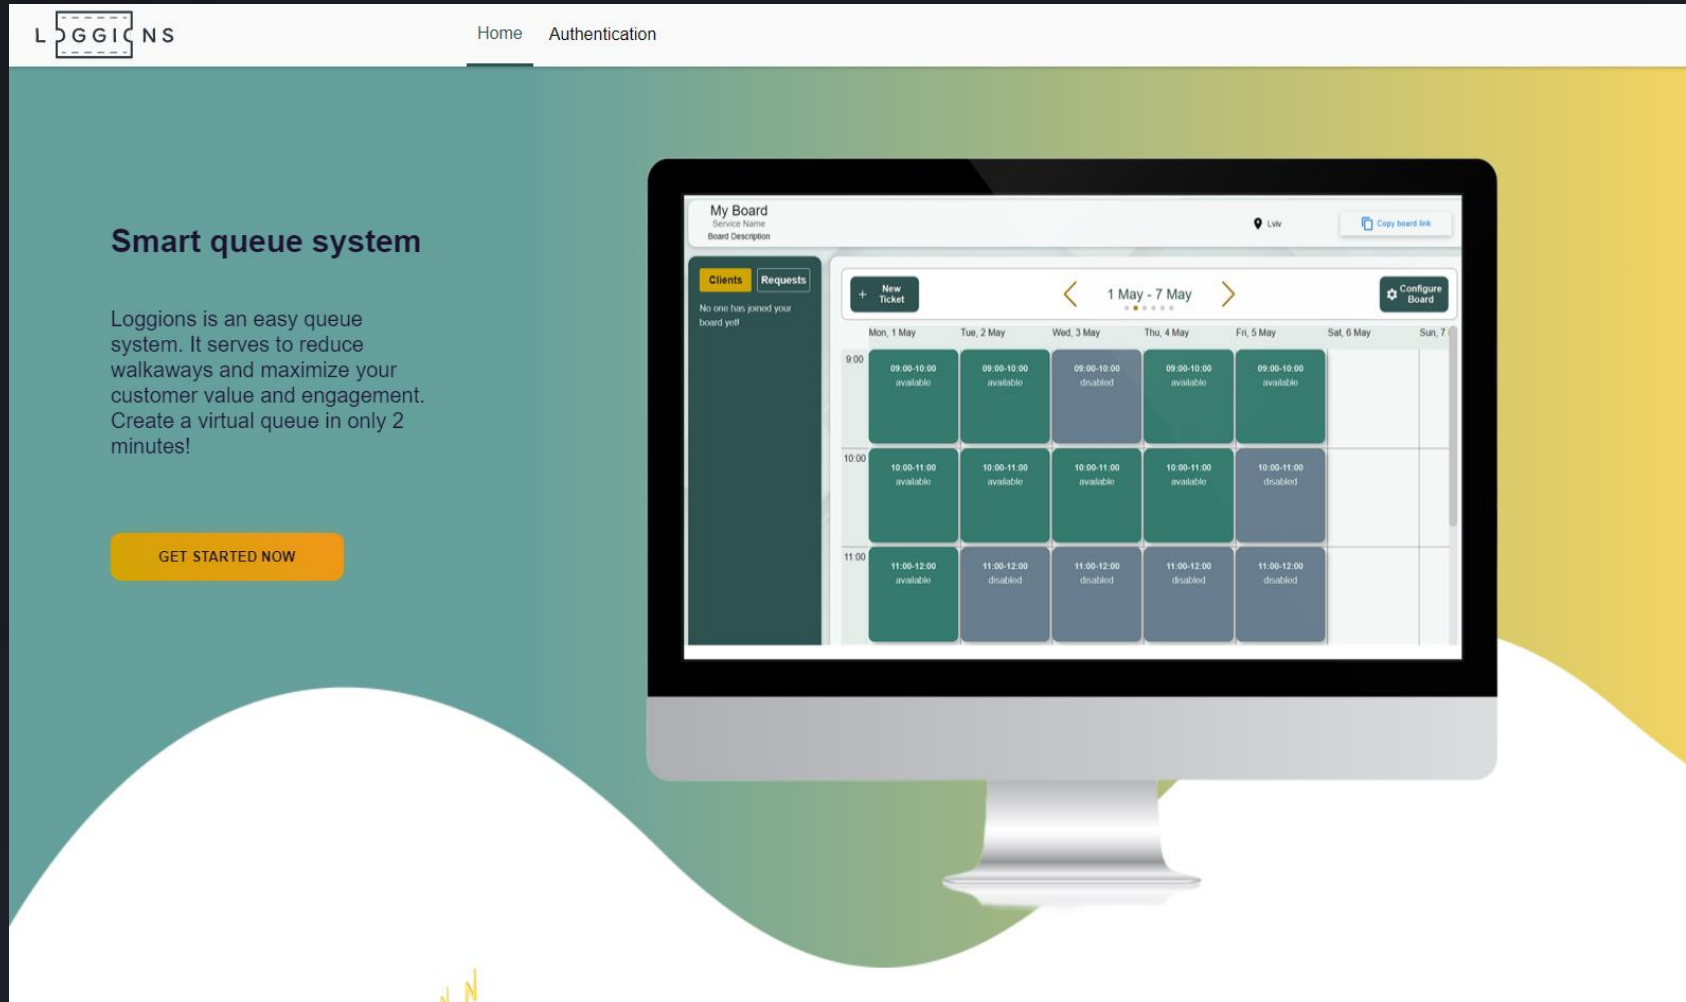 LOGGIONS
Home
Authentication
Smart queue system
Loggions is an easy queue
system. It serves to reduce
walkaways and maximize your
customer value and engagement.
Create a virtual queue in only 2
minutes!
GET STARTED NOW
My Board
Service Name
Board Description
Lviv
Copy board link
Clients
Requests
No one has joined your
board yet!
+ New
Ticket
1 May - 7 May
Configure
Board
Mon, 1 May
Tue, 2 May
Wed, 3 May
Thu, 4 May
Fri, 5 May
Sat, 6 May
Sun, 7
9:00
09:00-10:00
available
09:00-10:00
available
09:00-10:00
disabled
09:00-10:00
available
09:00-10:00
available
10:00
10:00-11:00
available
10:00-11:00
available
10:00-11:00
available
10:00-11:00
available
10:00-11:00
disabled
11:00
11:00-12:00
available
11:00-12:00
disabled
11:00-12:00
disabled
11:00-12:00
disabled
11:00-12:00
disabled